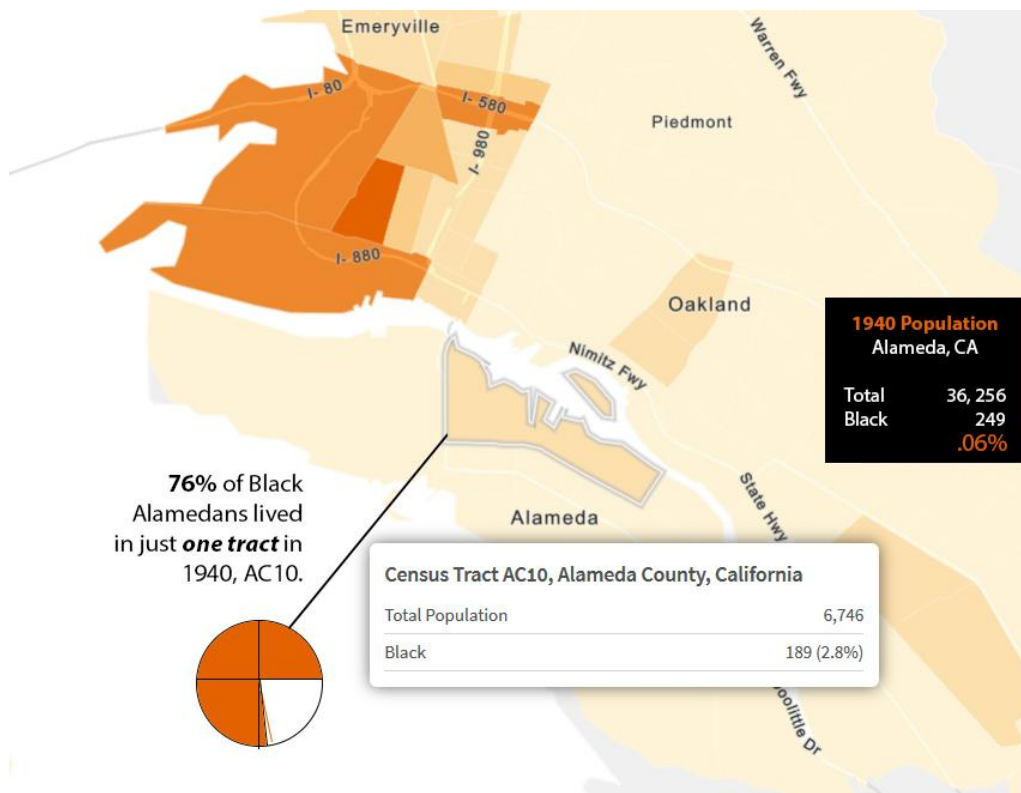 Emeryville
I- 80
I- 580
I- 980
Warren Fwy
Piedmont
I- 880
Oakland
Nimitz Fwy
1940 Population
Alameda, CA
Total 36, 256
Black 249
.06%
76% of Black
Alamedans lived
in just one tract in
1940, AC10.
Alameda
State Hwy
Census Tract AC10, Alameda County, California
Total Population 6,746
Black 189 (2.8%)
oolittle Dr